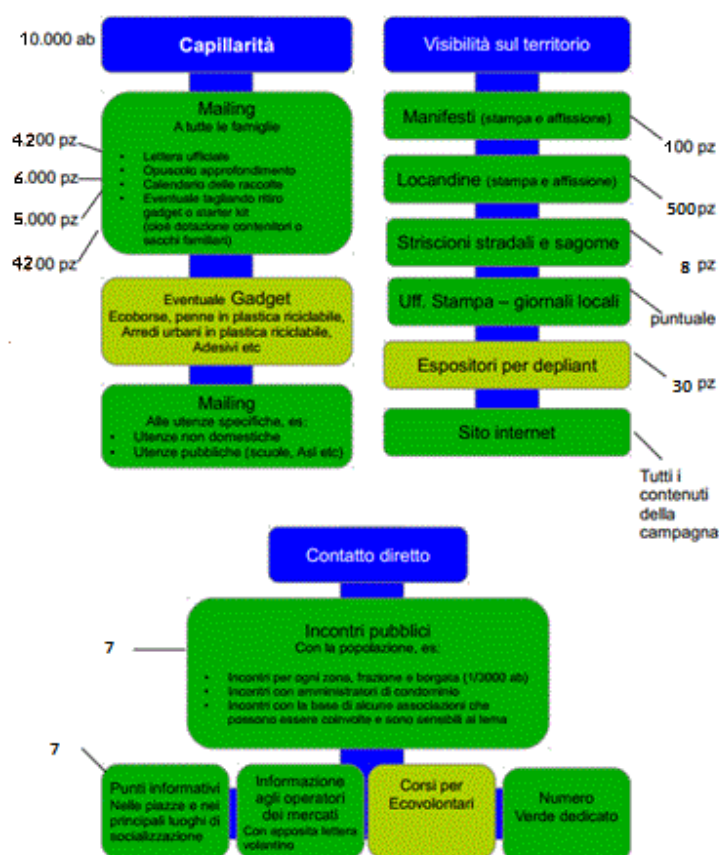 10.000 ab
Capillarità
Mailing
A tutte le famiglie
4.200 pz
• Lettera ufficiale
6.000 pz
• Opuscolo approfondimento
• Calendario delle raccolte
5.000 pz
• Eventuale tagliando ritiro
gadget o starter kit
(cioè dotazione contenitori o
sacchi familiari)
4200 pz
Eventuale Gadget
Ecoborse, penne in plastica riciclabile,
Arredi urbani in plastica riciclabile,
Adesivi etc
Mailing
Alle utenze specifiche, es:
• Utenze non domestiche
• Utenze pubbliche (scuole, Asl etc)
Visibilità sul territorio
Manifesti (stampa e affissione)
100 pz
Locandine (stampa e affissione)
500 pz
Striscioni stradali e sagome
8 pz
Uff. Stampa – giornali locali
puntuale
Espositori per depliant
30 pz
Sito internet
Tutti i
contenuti
della
campagna
Contatto diretto
7
Incontri pubblici
Con la popolazione, es:
• Incontri per ogni zona, frazione e borgata (1/3000 ab)
• Incontri con amministratori di condominio
• Incontri con la base di alcune associazioni che
possono essere coinvolte e sono sensibili al tema
7
Punti informativi
Nelle piazze e nei
principali luoghi di
socializzazione
Informazione
agli operatori
dei mercati
Con apposita lettera
volantino
Corsi per
Ecovolontari
Numero
Verde dedicato